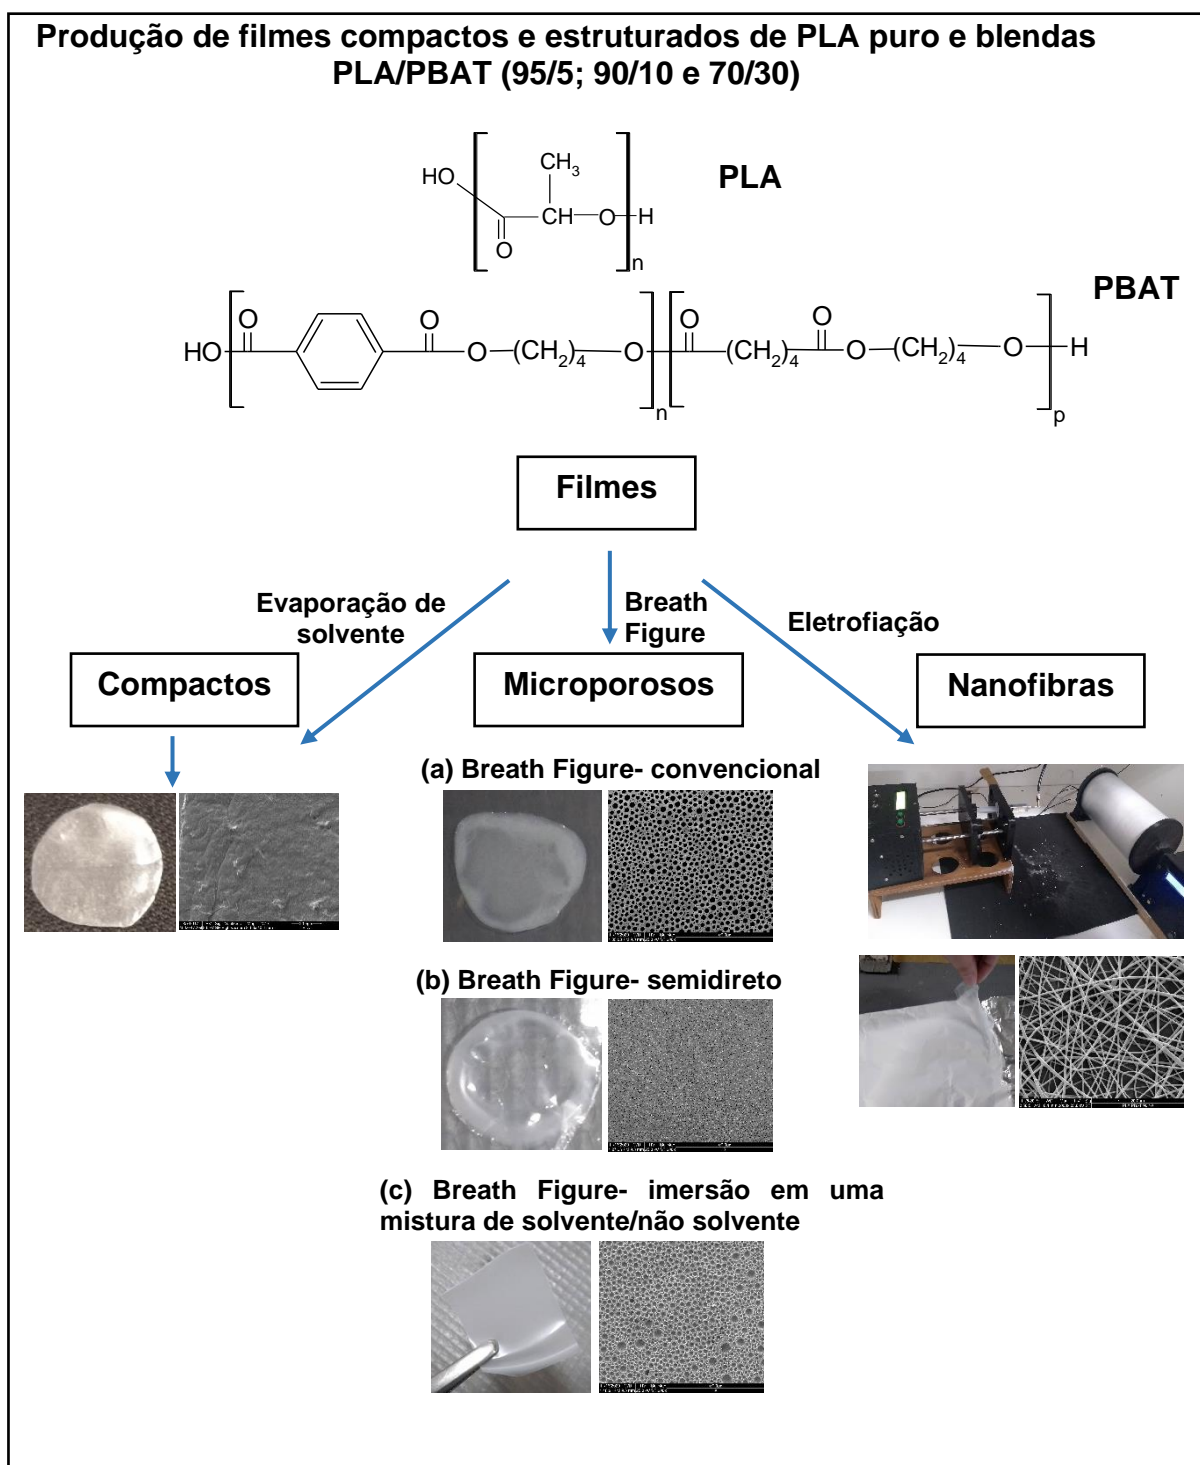 Produção de filmes compactos e estruturados de PLA puro e blendas
PLA/PBAT (95/5; 90/10 e 70/30)
PLA
HO
CH3
CH
O
H
O
n
PBAT
HO
O
O
O
(CH2)4
O
n
O
(CH2)4
O
O
(CH2)4
O
H
p
Filmes
Evaporação de
solvente
Breath
Figure
Eletrofiação
Compactos
Microporosos
Nanofibras
(a) Breath Figure- convencional
(b) Breath Figure- semidireto
(c) Breath Figure- imersão em uma
mistura de solvente/não solvente